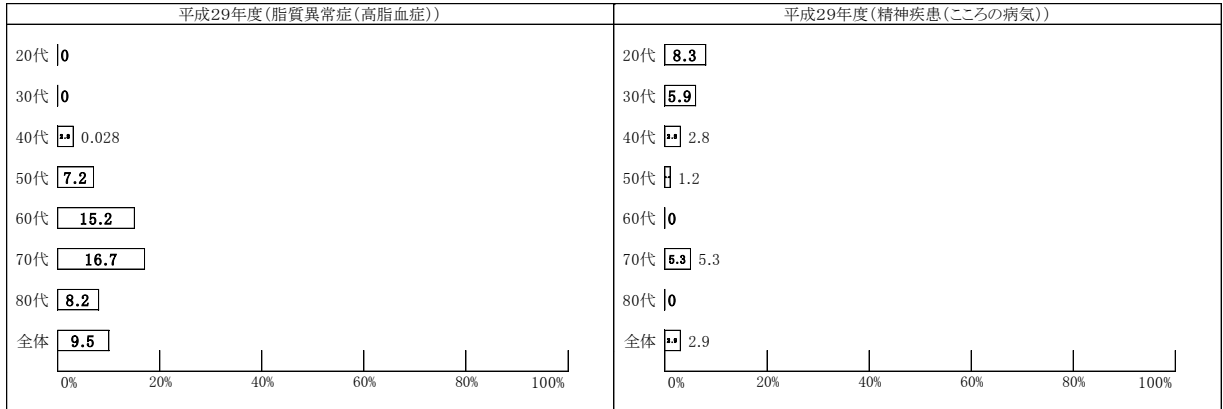 平成29年度(脂質異常症(高脂血症))
20代 0
30代 0
40代 2.8 0.028
50代 7.2
60代 15.2
70代 16.7
80代 8.2
全体 9.5
0% 20% 40% 60% 80% 100%
平成29年度(精神疾患(こころの病気))
20代 8.3
30代 5.9
40代 2.8 2.8
50代 1.2
60代 0
70代 5.3 5.3
80代 0
全体 2.9 2.9
0% 20% 40% 60% 80% 100%